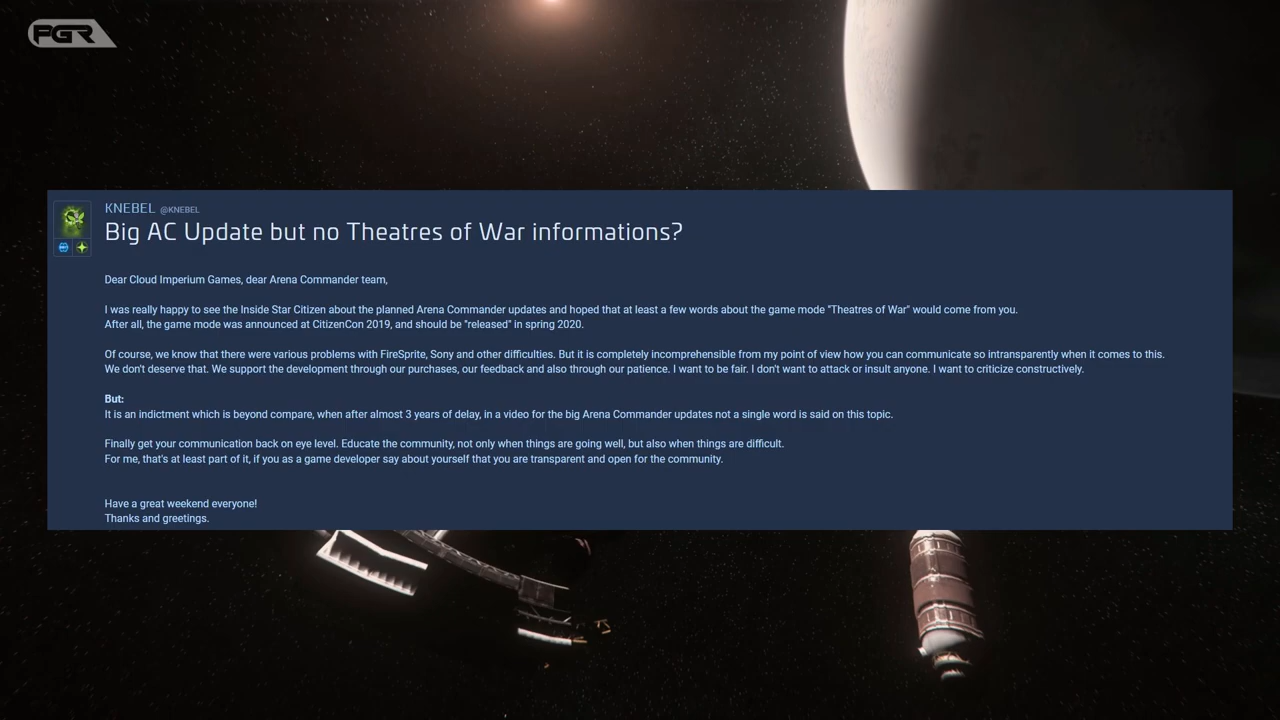 PGR
KNEBEL @KNEBEL
Big AC Update but no Theatres of War informations?
Dear Cloud Imperium Games, dear Arena Commander team,
I was really happy to see the Inside Star Citizen about the planned Arena Commander updates and hoped that at least a few words about the game mode "Theatres of War" would come from you.
After all, the game mode was announced at CitizenCon 2019, and should be "released" in spring 2020.
Of course, we know that there were various problems with FireSprite, Sony and other difficulties. But it is completely incomprehensible from my point of view how you can communicate so intransparently when it comes to this.
We don't deserve that. We support the development through our purchases, our feedback and also through our patience. I want to be fair. I don't want to attack or insult anyone. I want to criticize constructively.
But:
It is an indictment which is beyond compare, when after almost 3 years of delay, in a video for the big Arena Commander updates not a single word is said on this topic.
Finally get your communication back on eye level. Educate the community, not only when things are going well, but also when things are difficult.
For me, that's at least part of it, if you as a game developer say about yourself that you are transparent and open for the community.
Have a great weekend everyone!
Thanks and greetings.